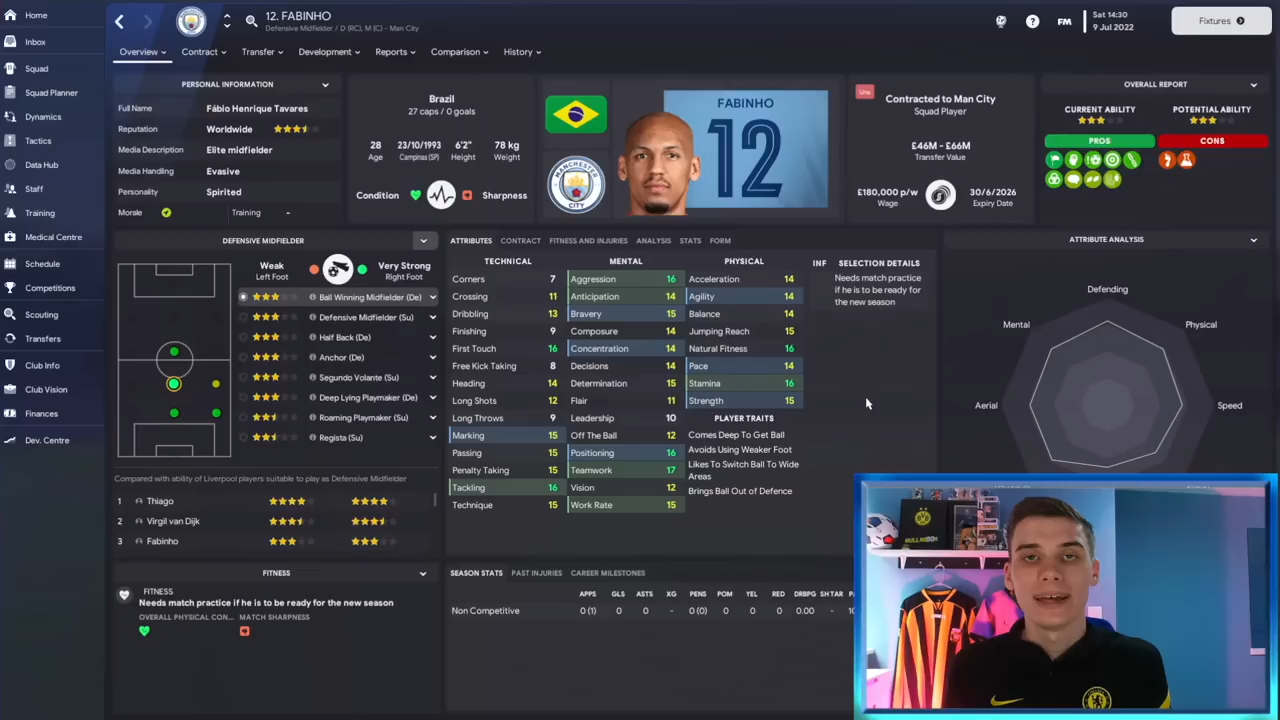 Home
Inbox
Squad
Squad Planner
Dynamics
Tactics
Data Hub
Staff
Training
Medical Centre
Schedule
Competitions
Scouting
Transfers
Club Info
Club Vision
Finances
Dev. Centre
12. FABINHO
Defensive Midfielder / D (RC), M (C) - Man City
FM
Sat 14:30
9 Jul 2022
Fixtures
Overview
Contract
Transfer
Development
Reports
Comparison
History
PERSONAL INFORMATION
Full Name Fábio Henrique Tavares
Reputation Worldwide
Media Description Elite midfielder
Media Handling Evasive
Personality Spirited
Morale Training -
Brazil
27 caps / 0 goals
28 23/10/1993 6'2" 78 kg
Age Campinas (SP) Height Weight
Condition Sharpness
FABINHO
12
Uns
Contracted to Man City
Squad Player
£46M - £66M
Transfer Value
£180,000 p/w 30/6/2026
Wage Expiry Date
OVERALL REPORT
CURRENT ABILITY POTENTIAL ABILITY
PROS CONS
DEFENSIVE MIDFIELDER
Weak Very Strong
Left Foot Right Foot
Ball Winning Midfielder (De)
Defensive Midfielder (Su)
Half Back (De)
Anchor (De)
Segundo Volante (Su)
Deep Lying Playmaker (De)
Roaming Playmaker (Su)
Regista (Su)
Compared with ability of Liverpool players suitable to play as Defensive Midfielder
1 Thiago
2 Virgil van Dijk
3 Fabinho
ATTRIBUTES CONTRACT FITNESS AND INJURIES ANALYSIS STATS FORM
TECHNICAL MENTAL PHYSICAL
Corners 7 Aggression 16 Acceleration 14
Crossing 11 Anticipation 14 Agility 14
Dribbling 13 Bravery 15 Balance 14
Finishing 9 Composure 14 Jumping Reach 15
First Touch 16 Concentration 14 Natural Fitness 16
Free Kick Taking 8 Decisions 14 Pace 14
Heading 14 Determination 15 Stamina 16
Long Shots 12 Flair 11 Strength 15
Long Throws 9 Leadership 10 PLAYER TRAITS
Marking 15 Off The Ball 12 Comes Deep To Get Ball
Passing 15 Positioning 16 Avoids Using Weaker Foot
Penalty Taking 15 Teamwork 17 Likes To Switch Ball To Wide
Areas
Tackling 16 Vision 12 Brings Ball Out of Defence
Technique 15 Work Rate 15
INF SELECTION DETAILS
Needs match practice
if he is to be ready for
the new season
ATTRIBUTE ANALYSIS
Defending
Mental Physical
Aerial Speed
FITNESS
FITNESS
Needs match practice if he is to be ready for the new season
OVERALL PHYSICAL CON... MATCH SHARPNESS
SEASON STATS PAST INJURIES CAREER MILESTONES
APPS GLS ASTS XG PENS POM YEL RED DRBPG SH TAR
Non Competitive 0 (1) 0 0 - 0 (0) 0 0 0 0.00 0